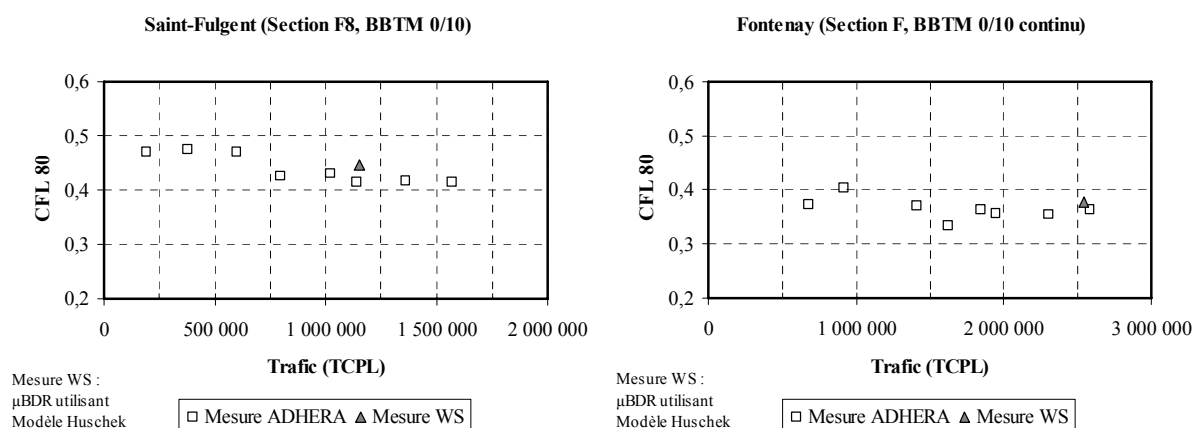 Saint-Fulgent (Section F8, BBTM 0/10)
0,6
0,5
0,4
0,3
0,2
CFL 80
0
500 000
1 000 000
1 500 000
2 000 000
Trafic (TCPL)
Mesure WS :
µBDR utilisant
Modèle Huschek
Mesure ADHERA
Mesure WS
Fontenay (Section F, BBTM 0/10 continu)
0,6
0,5
0,4
0,3
0,2
CFL 80
0
1 000 000
2 000 000
3 000 000
Trafic (TCPL)
Mesure WS :
µBDR utilisant
Modèle Huschek
Mesure ADHERA
Mesure WS